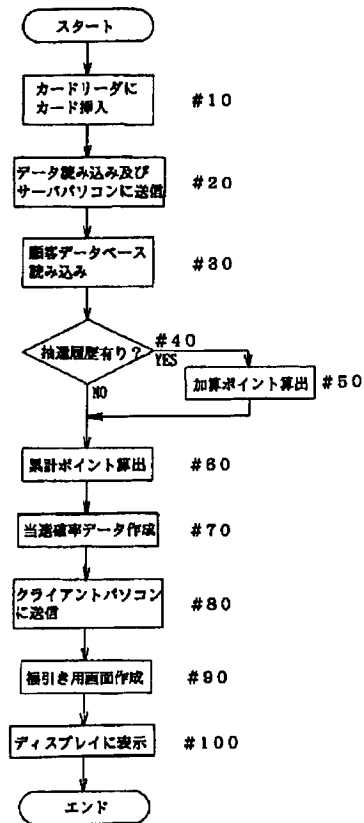 スタート
カードリーダに
カード挿入
#10
データ読み込み及び
サーバパソコンに送信
#20
顧客データベース
読み込み
#30
抽選履歴有り？
#40
YES
NO
加算ポイント算出
#50
累計ポイント算出
#60
当選確率データ作成
#70
クライアントパソコン
に送信
#80
福引き用画面作成
#90
ディスプレイに表示
#100
エンド